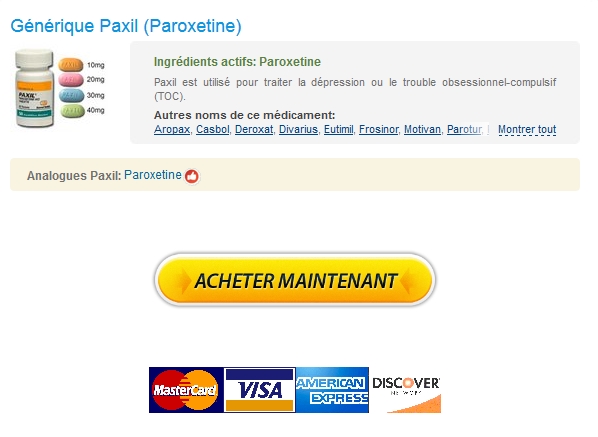 Générique Paxil (Paroxetine)
PAXIL
10mg
20mg
30mg
40mg
Ingrédients actifs: Paroxetine
Paxil est utilisé pour traiter la dépression ou le trouble obsessionnel-compulsif
(TOC).
Autres noms de ce médicament:
Aropax, Casbol, Deroxat, Divarius, Eutimil, Frosinor, Motivan, Parotur, Montrer tout
Analogues Paxil: Paroxetine
ACHETER MAINTENANT
MasterCard VISA AMERICAN EXPRESS DISCOVER NETWORK